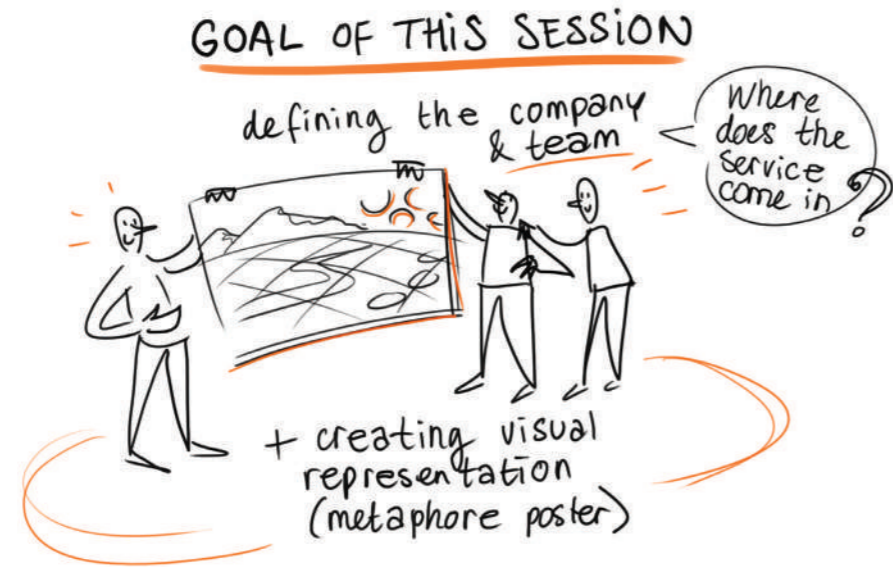 GOAL OF THiS SESSiON
defining the company
& team
Where
does the
service
come in ?
+ creating visual
representation
(metaphore poster)